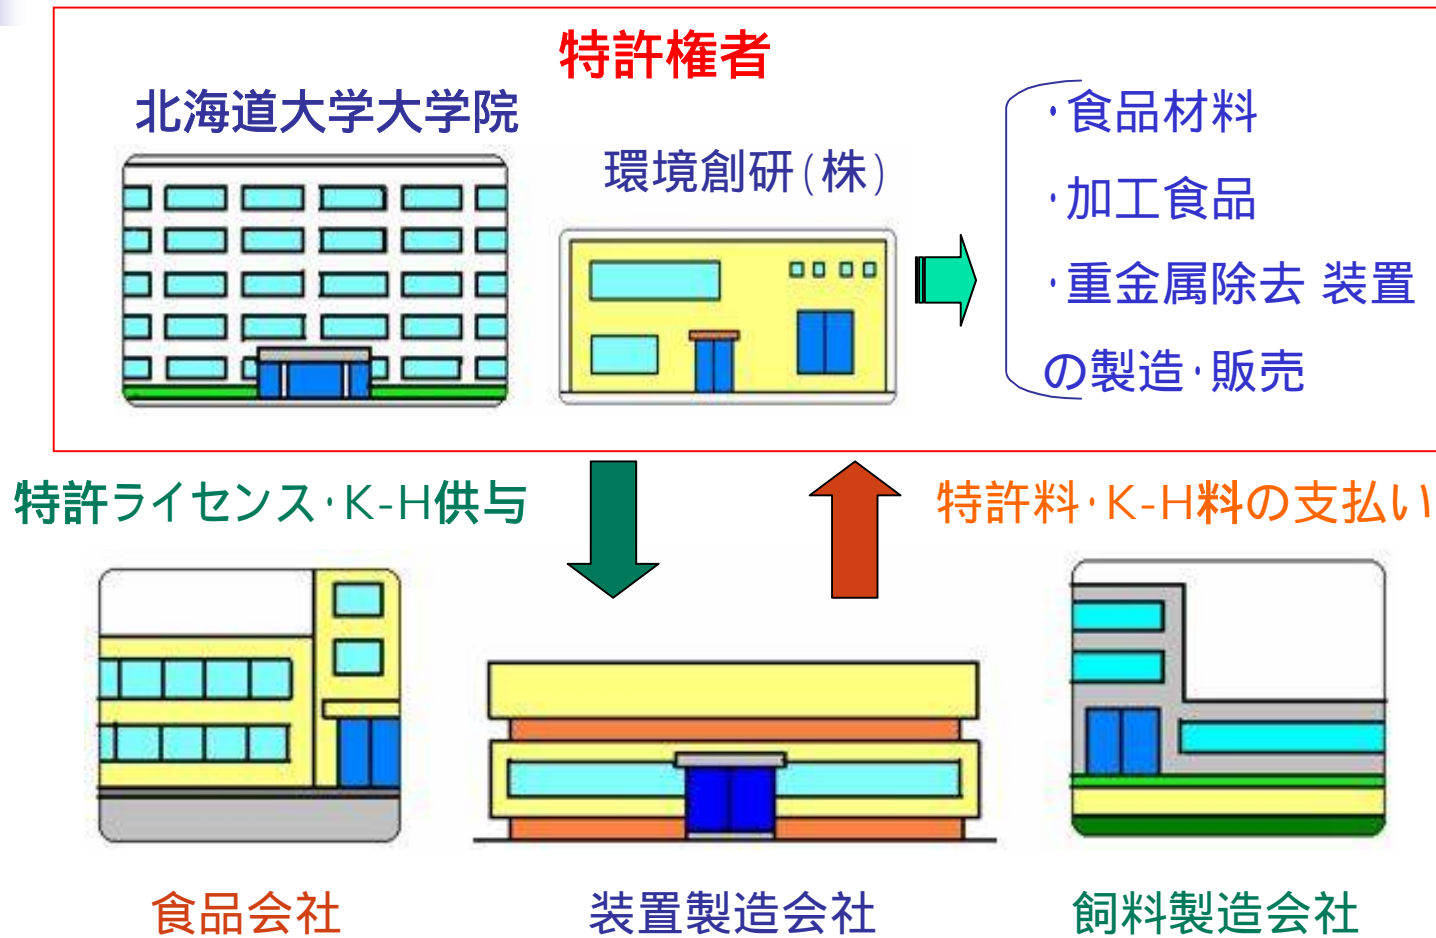 特許権者
北海道大学大学院
環境創研(株)
・食品材料
・加工食品
・重金属除去 装置
の製造・販売
特許ライセンス・K-H供与
特許料・K-H料の支払い
食品会社
装置製造会社
飼料製造会社